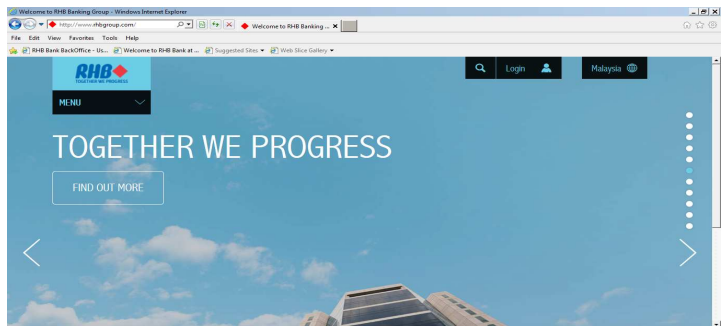 Welcome to RHB Banking Group - Windows Internet Explorer
http://www.rhbgroup.com/
Welcome to RHB Banking ...
File Edit View Favorites Tools Help
RHB Bank BackOffice - Us... Welcome to RHB Bank at ... Suggested Sites Web Slice Gallery
RHB
TOGETHER WE PROGRESS
Login Malaysia
MENU
TOGETHER WE PROGRESS
FIND OUT MORE